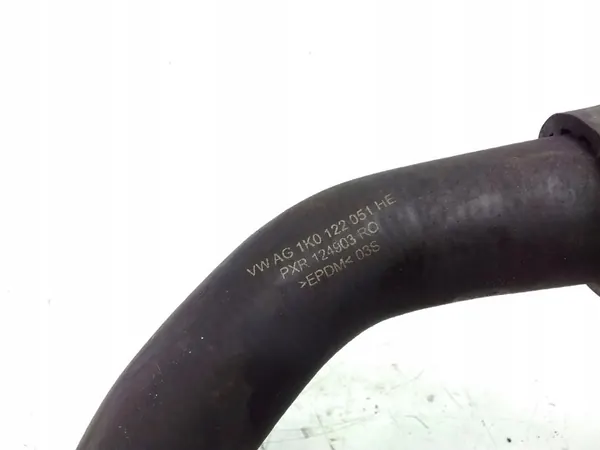 VW AG 1K0 122 051 HE
PXR 124903 RO
>EPDM< 03S